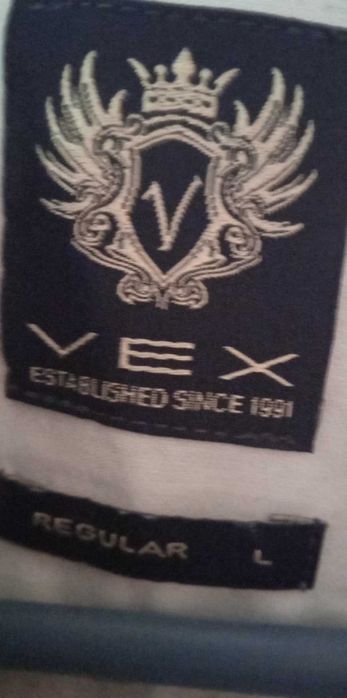 V
VEX
ESTABLISHED SINCE 1991
REGULAR L